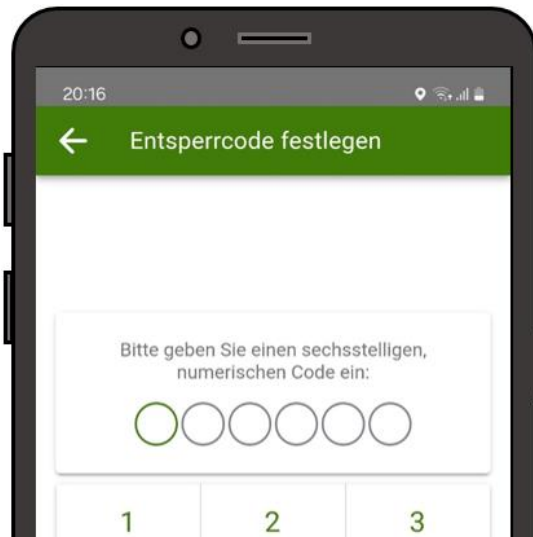 20:16
Entsperrcode festlegen
Bitte geben Sie einen sechsstelligen,
numerischen Code ein:
1 2 3